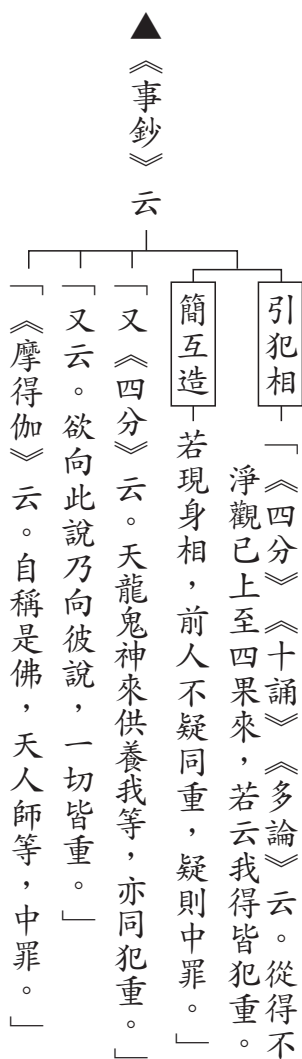 ▲《事鈔》云
引犯相
「《四分》《十誦》《多論》云。從得不
淨觀已上至四果來，若云我得皆犯重。
簡互造
若現身相，前人不疑同重，疑則中罪。」
「又《四分》云。天龍鬼神來供養我等，亦同犯重。」
「又云。欲向此說乃向彼說，一切皆重。」
「《摩得伽》云。自稱是佛，天人師等，中罪。」